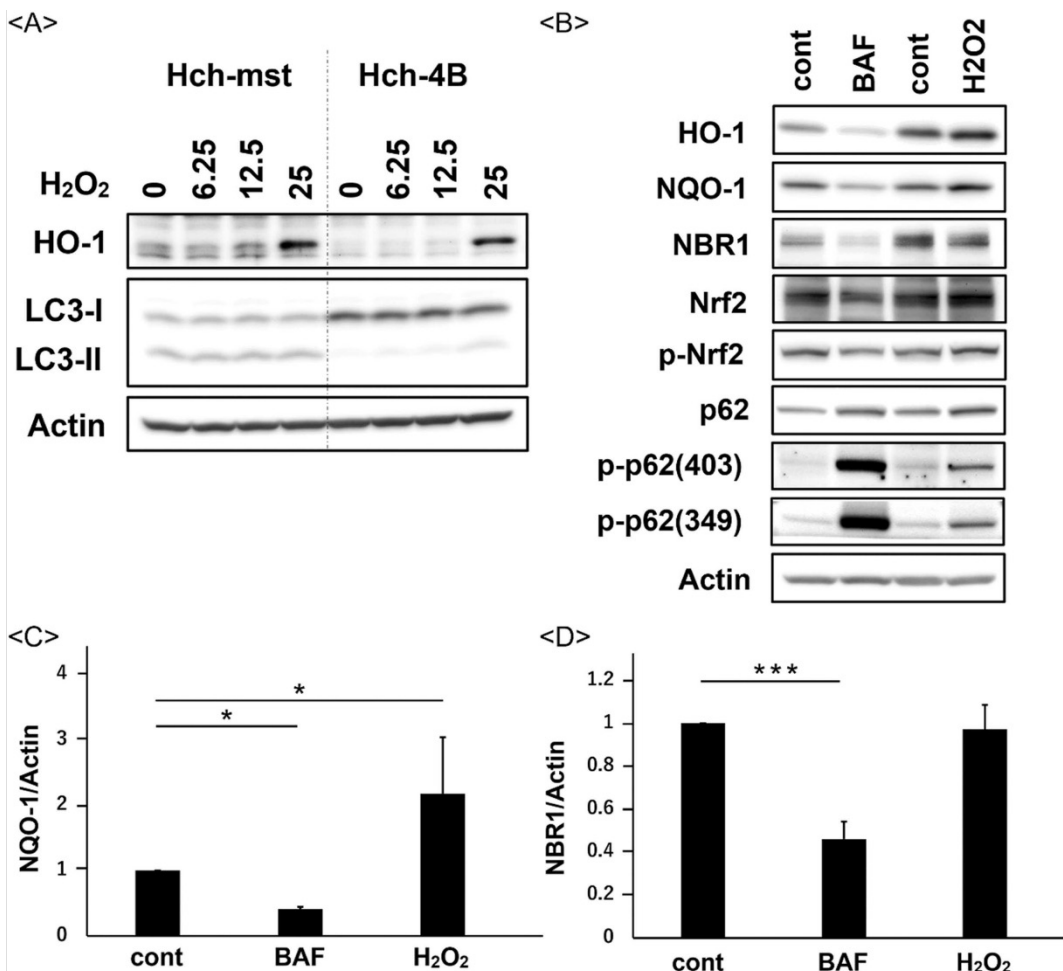 <A>
Hch-mst Hch-4B
H₂O₂ 0 6.25 12.5 25 0 6.25 12.5 25
HO-1
LC3-I
LC3-II
Actin
<B>
cont BAF cont H2O2
HO-1
NQO-1
NBR1
Nrf2
p-Nrf2
p62
p-p62(403)
p-p62(349)
Actin
<C>
NQO-1/Actin
4
3
2
1
0
*
*
cont BAF H₂O₂
<D>
NBR1/Actin
1.2
1
0.8
0.6
0.4
0.2
0
***
cont BAF H₂O₂